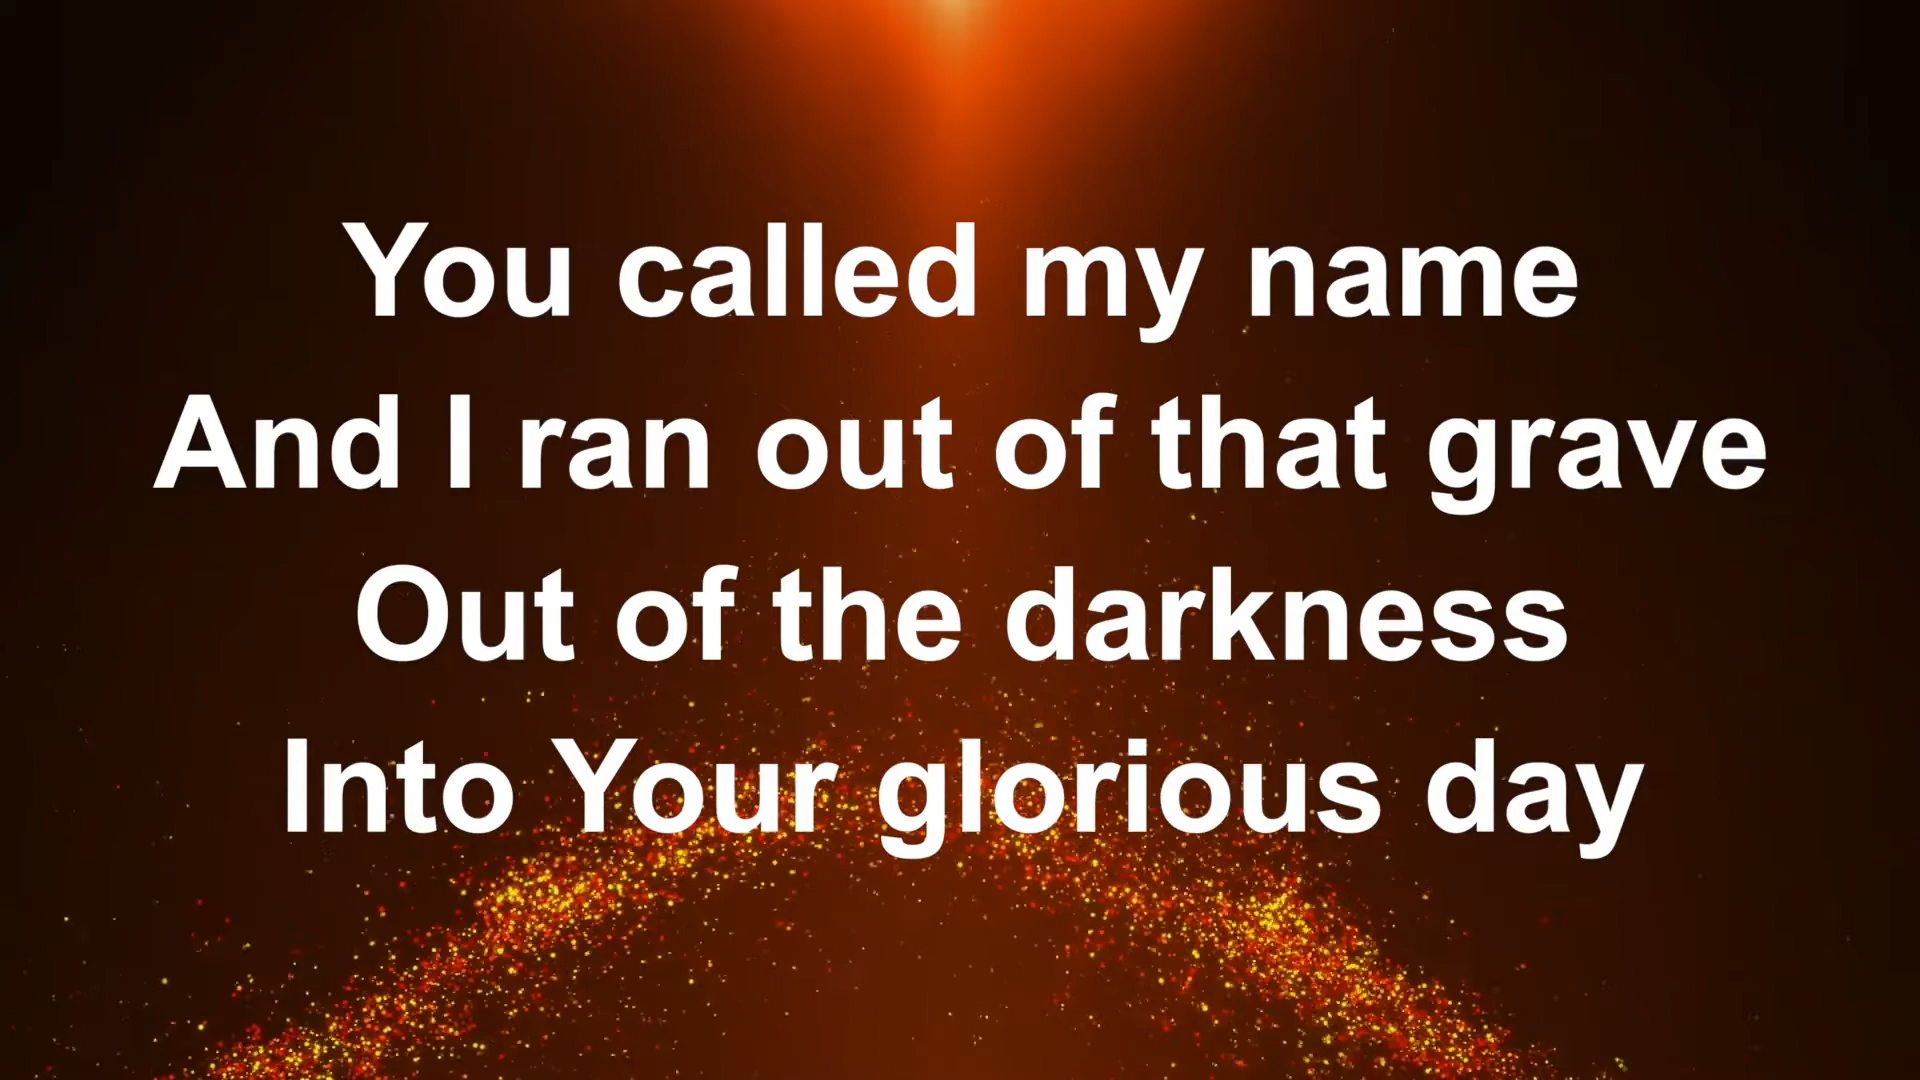 You called my name
And I ran out of that grave
Out of the darkness
Into Your glorious day